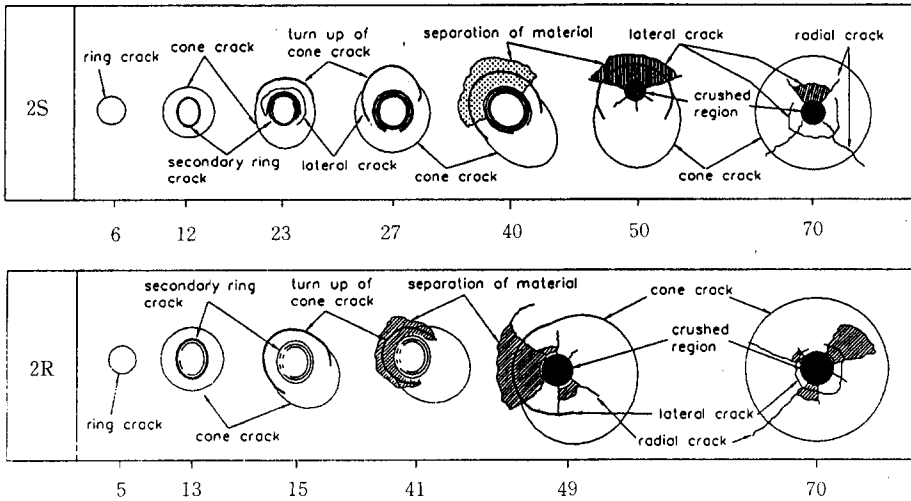 2S
ring crack
cone crack
turn up of
cone crack
separation of material
lateral crack
radial crack
crushed
region
secondary ring
crack
lateral crack
cone crack
cone crack
6
12
23
27
40
50
70
2R
secondary ring
crack
turn up of
cone crack
separation of material
cone crack
crushed
region
ring crack
cone crack
lateral crack
radial crack
5
13
15
41
49
70